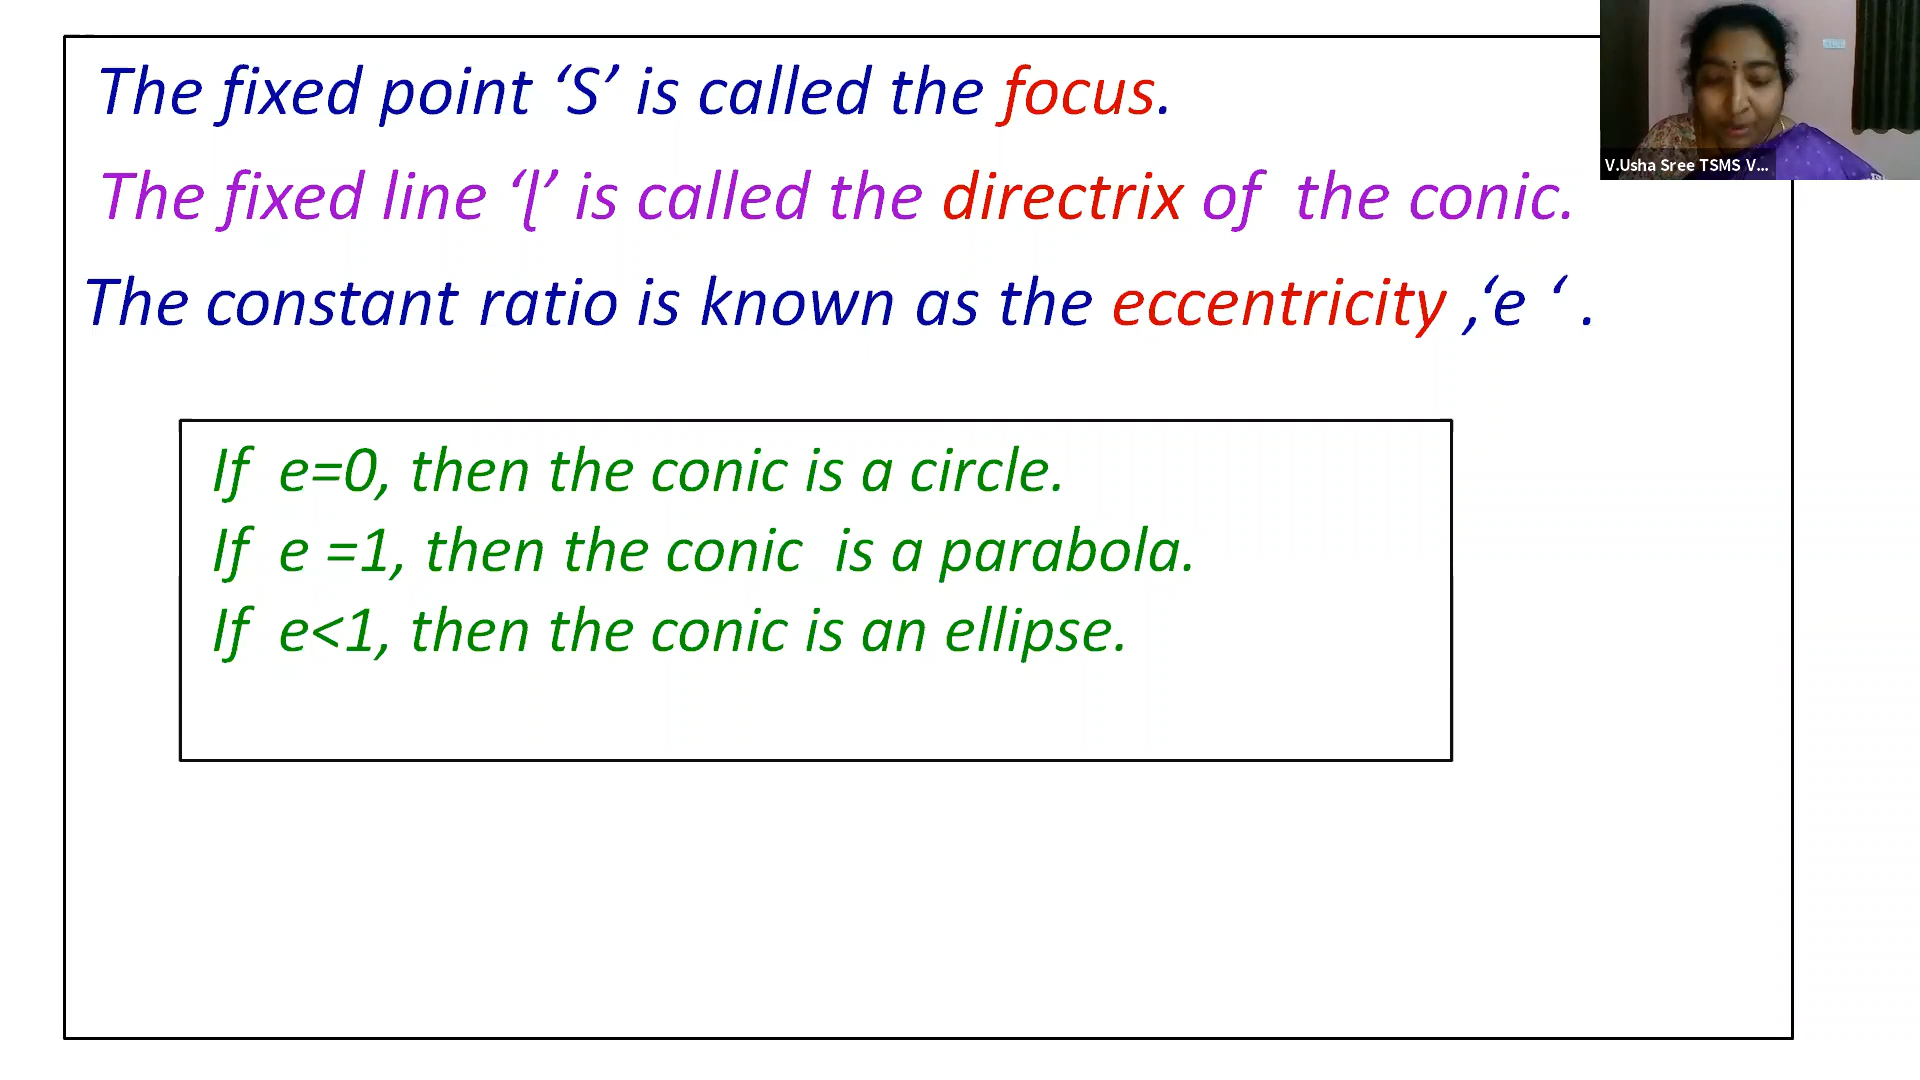 The fixed point ‘S’ is called the focus.
The fixed line ‘l’ is called the directrix of the conic.
The constant ratio is known as the eccentricity ,‘e ‘ .
If e=0, then the conic is a circle.
If e =1, then the conic is a parabola.
If e<1, then the conic is an ellipse.
V.Usha Sree TSMS V...